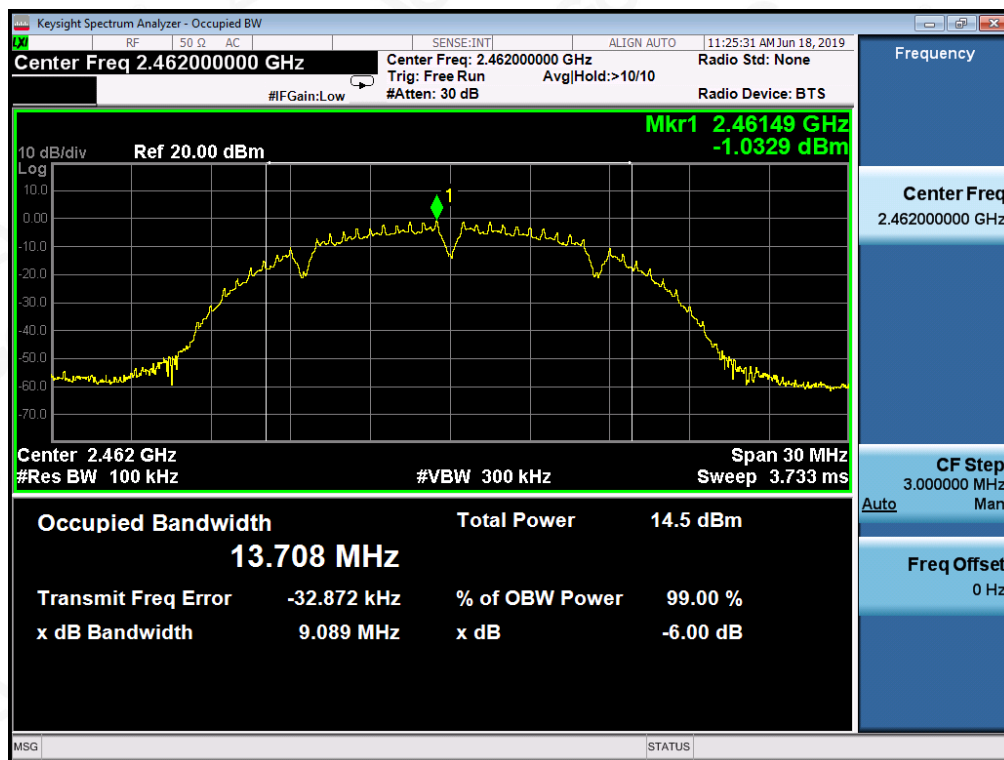 Keysight Spectrum Analyzer - Occupied BW
LXI RF 50 Ω AC SENSE:INT ALIGN AUTO 11:25:31 AM Jun 18, 2019
Center Freq 2.462000000 GHz
Center Freq: 2.462000000 GHz Radio Std: None
Trig: Free Run Avg|Hold:>10/10
#IFGain:Low #Atten: 30 dB Radio Device: BTS
Mkr1 2.46149 GHz
10 dB/div Ref 20.00 dBm -1.0329 dBm
Log
10.0
1
0.00
-10.0
-20.0
-30.0
-40.0
-50.0
-60.0
-70.0
Center 2.462 GHz Span 30 MHz
#Res BW 100 kHz #VBW 300 kHz Sweep 3.733 ms
Occupied Bandwidth Total Power 14.5 dBm
13.708 MHz
Transmit Freq Error -32.872 kHz % of OBW Power 99.00 %
x dB Bandwidth 9.089 MHz x dB -6.00 dB
Frequency
Center Freq
2.462000000 GHz
CF Step
3.000000 MHz
Auto Man
Freq Offset
0 Hz
MSG STATUS